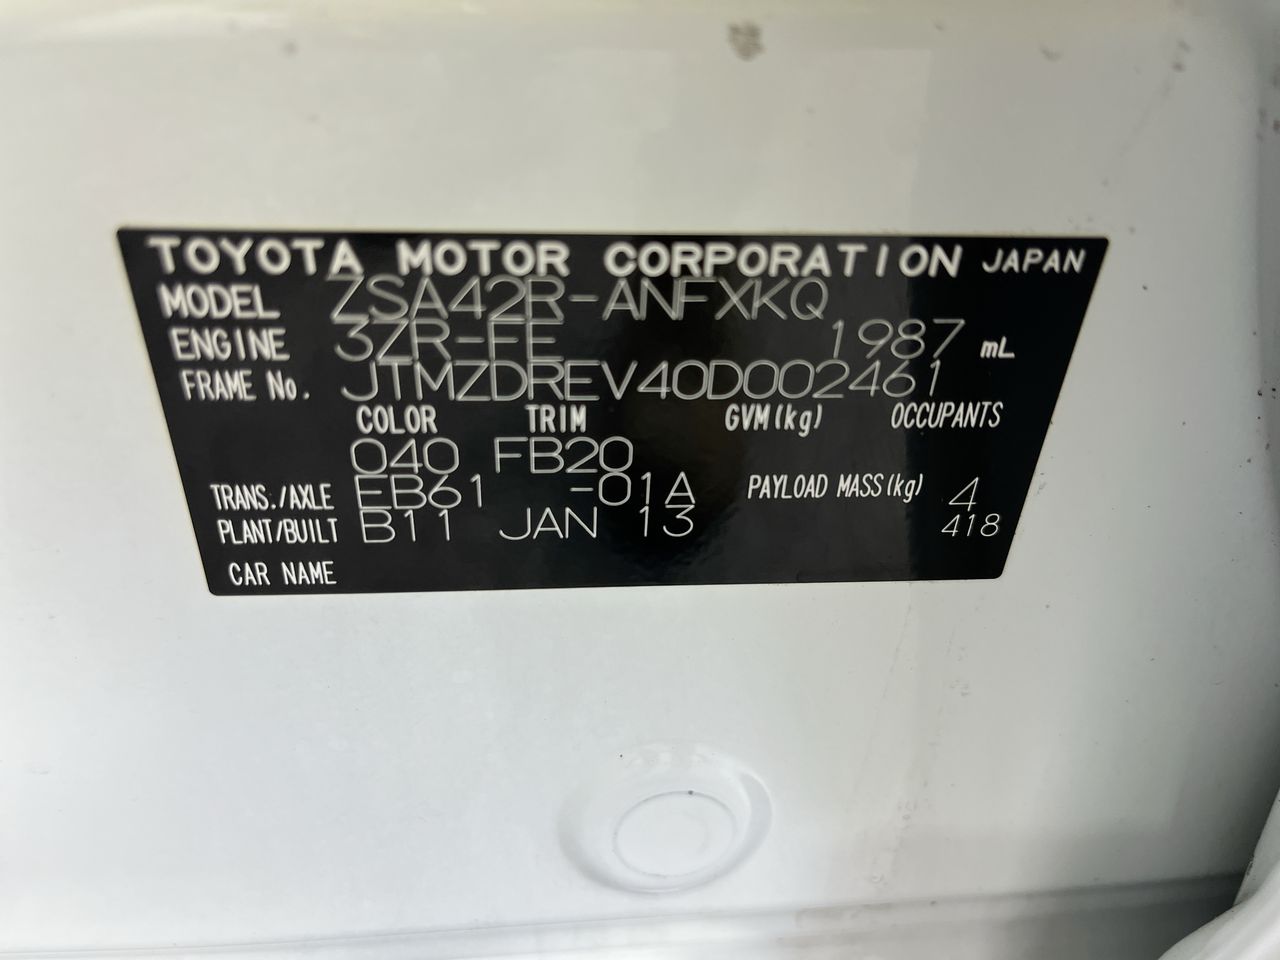 TOYOTA MOTOR CORPORATION JAPAN
MODEL ZSA42R-ANFXKQ
ENGINE 3ZR-FE 1987 mL
FRAME No. JTMZDREV40D002461
COLOR TRIM GVM(kg) OCCUPANTS
040 FB20
TRANS./AXLE EB61 -01A PAYLOAD MASS(kg) 4
PLANT/BUILT B11 JAN 13 418
CAR NAME